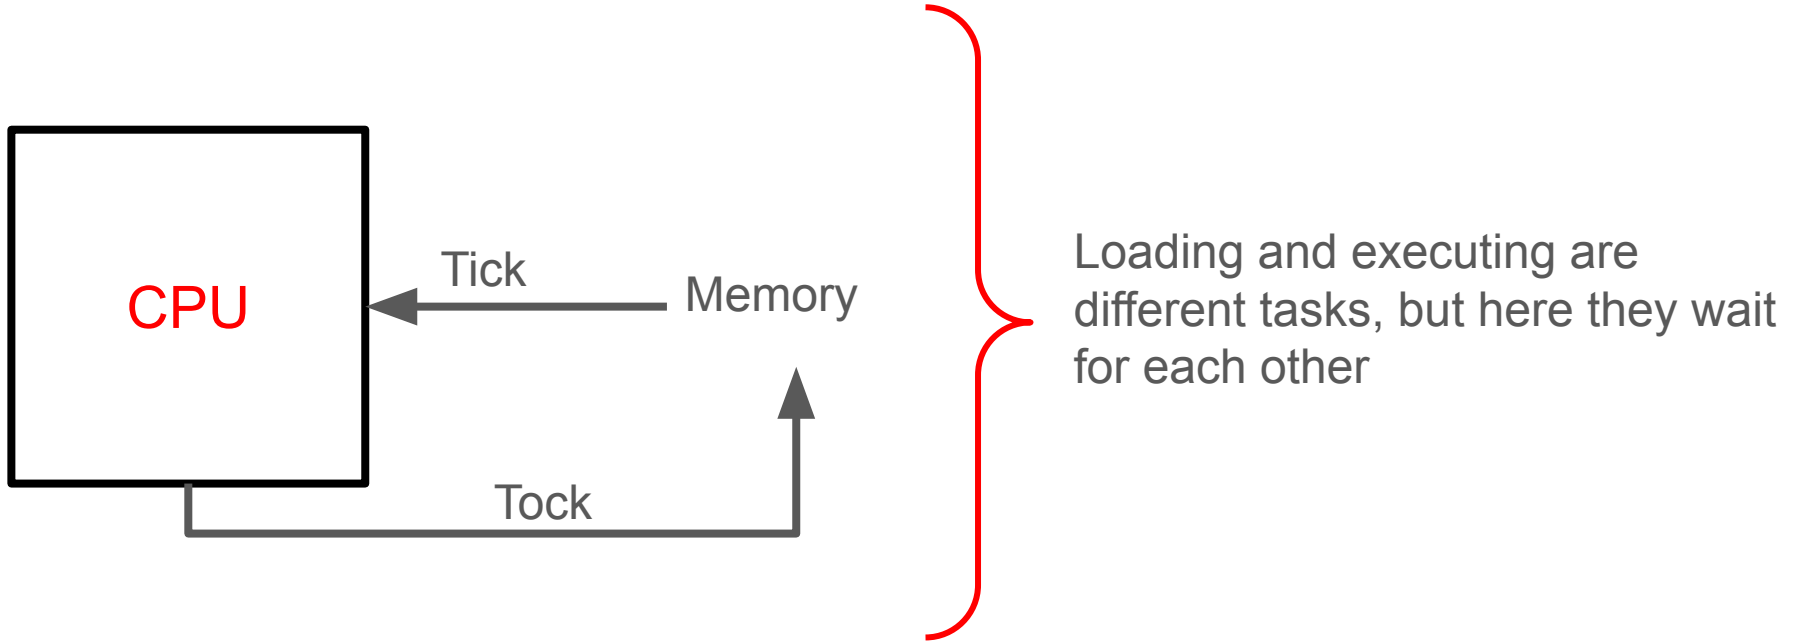 CPU
Tick
Memory
Tock
Loading and executing are
different tasks, but here they wait
for each other